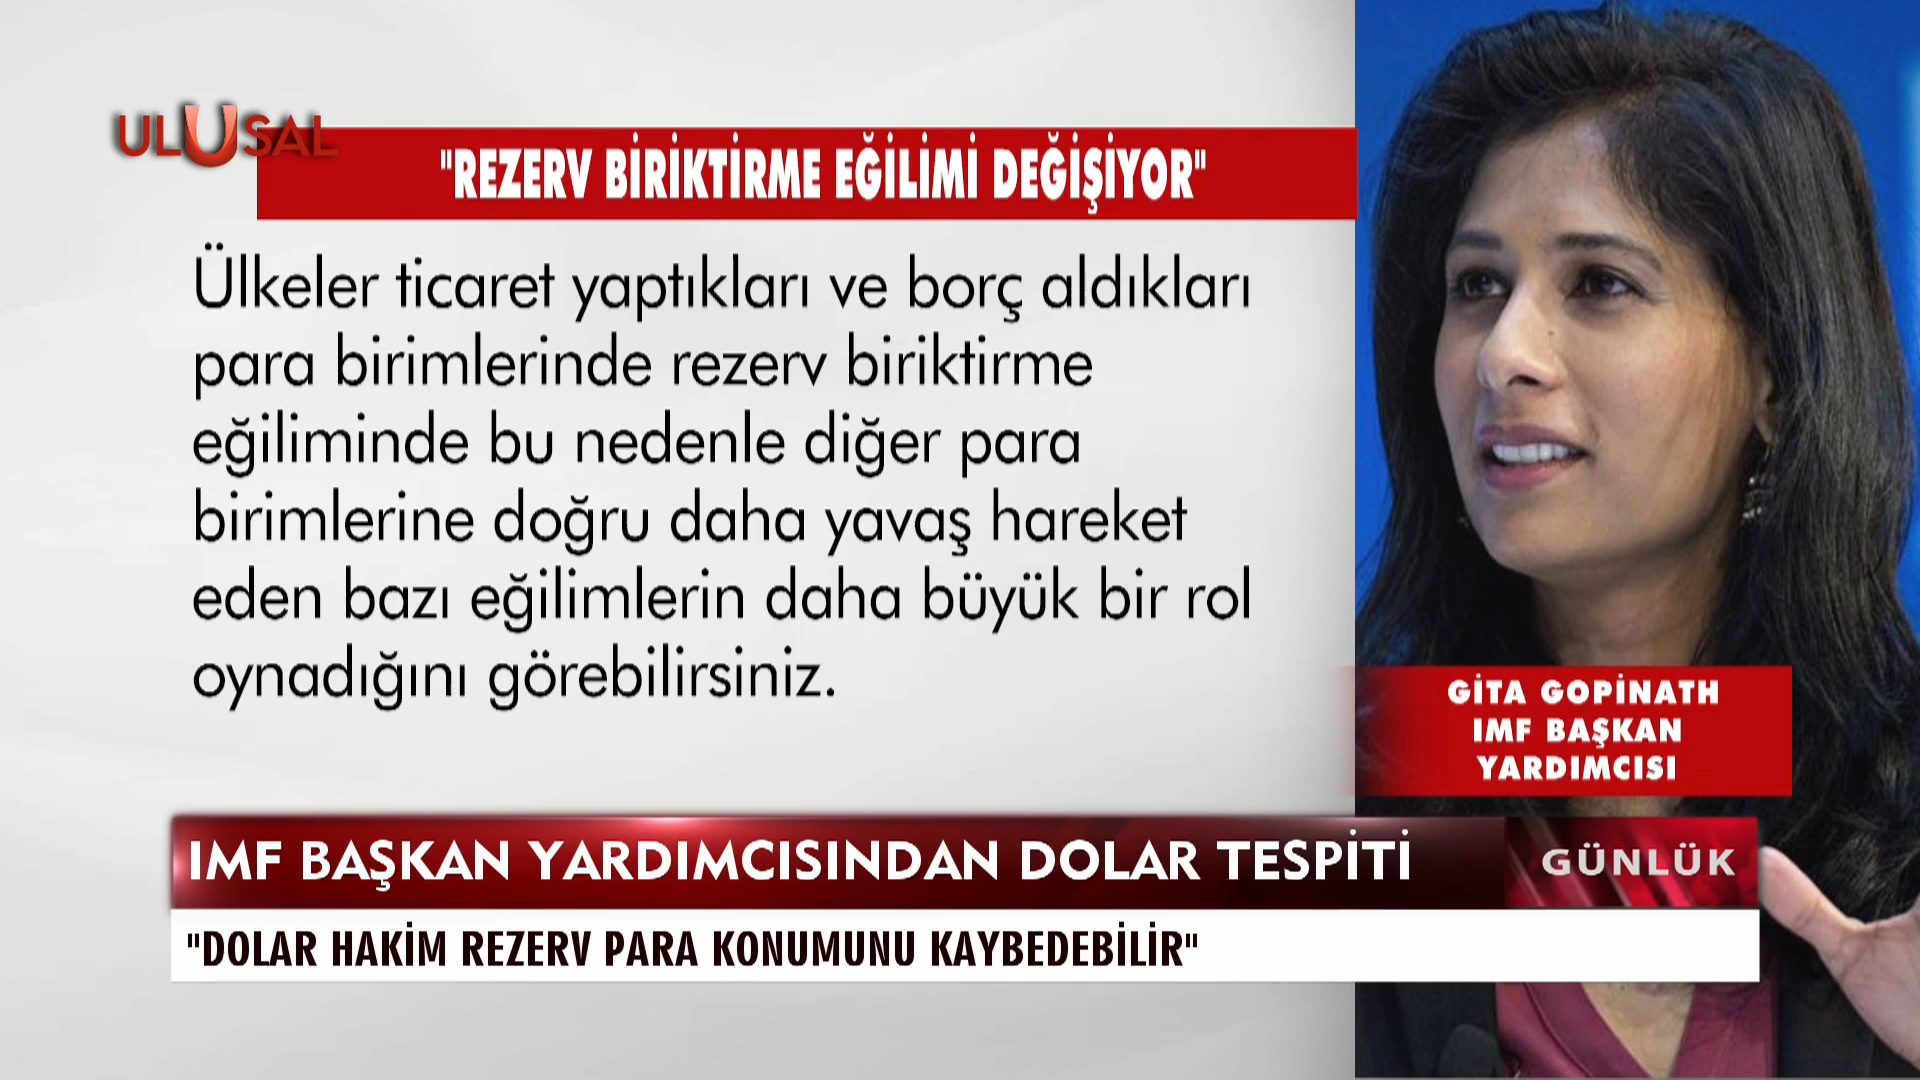 ULUSAL
"REZERV BİRİKTİRME EĞİLİMİ DEĞİŞİYOR"
Ülkeler ticaret yaptıkları ve borç aldıkları
para birimlerinde rezerv biriktirme
eğiliminde bu nedenle diğer para
birimlerine doğru daha yavaş hareket
eden bazı eğilimlerin daha büyük bir rol
oynadığını görebilirsiniz.
GİTA GOPİNATH
IMF BAŞKAN
YARDIMCISI
IMF BAŞKAN YARDIMCISINDAN DOLAR TESPİTİ
GÜNLÜK
"DOLAR HAKİM REZERV PARA KONUMUNU KAYBEDEBİLİR"